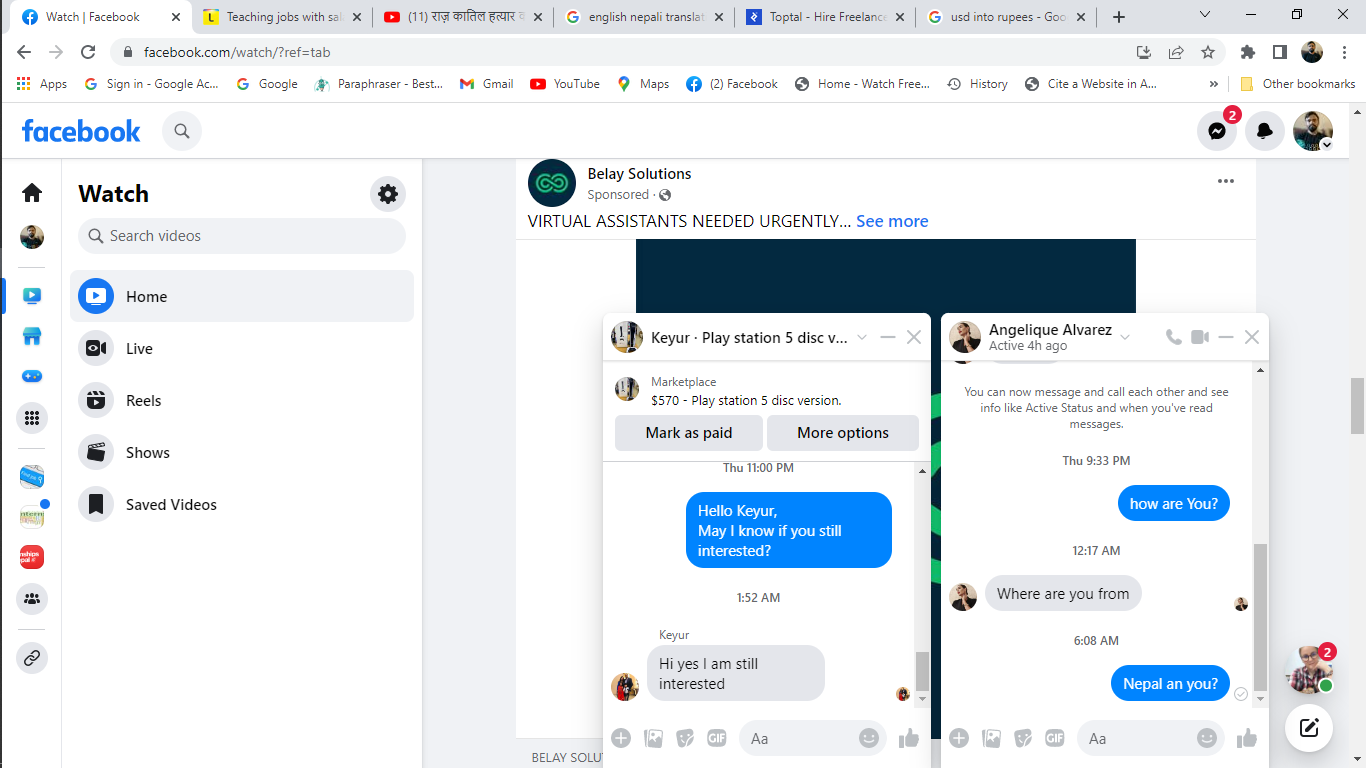 Watch | Facebook
Teaching jobs with sal
(11) राज़ कातिल हत्यार
english nepali translat
Toptal - Hire Freelance
usd into rupees - Goo
facebook.com/watch/?ref=tab
Apps
Sign in - Google Ac...
Google
Paraphraser - Best...
Gmail
YouTube
Maps
(2) Facebook
Home - Watch Free...
History
Cite a Website in A...
»
Other bookmarks
facebook
2
Watch
Search videos
Home
Live
Reels
Shows
Saved Videos
Belay Solutions
Sponsored ·
VIRTUAL ASSISTANTS NEEDED URGENTLY... See more
BELAY SOLU
Keyur · Play station 5 disc v...
Marketplace
$570 - Play station 5 disc version.
Mark as paid
More options
Thu 11:00 PM
Hello Keyur,
May I know if you still
interested?
1:52 AM
Keyur
Hi yes I am still
interested
GIF
Aa
Angelique Alvarez
Active 4h ago
You can now message and call each other and see
info like Active Status and when you've read
messages.
Thu 9:33 PM
how are You?
12:17 AM
Where are you from
6:08 AM
Nepal an you?
GIF
Aa
2